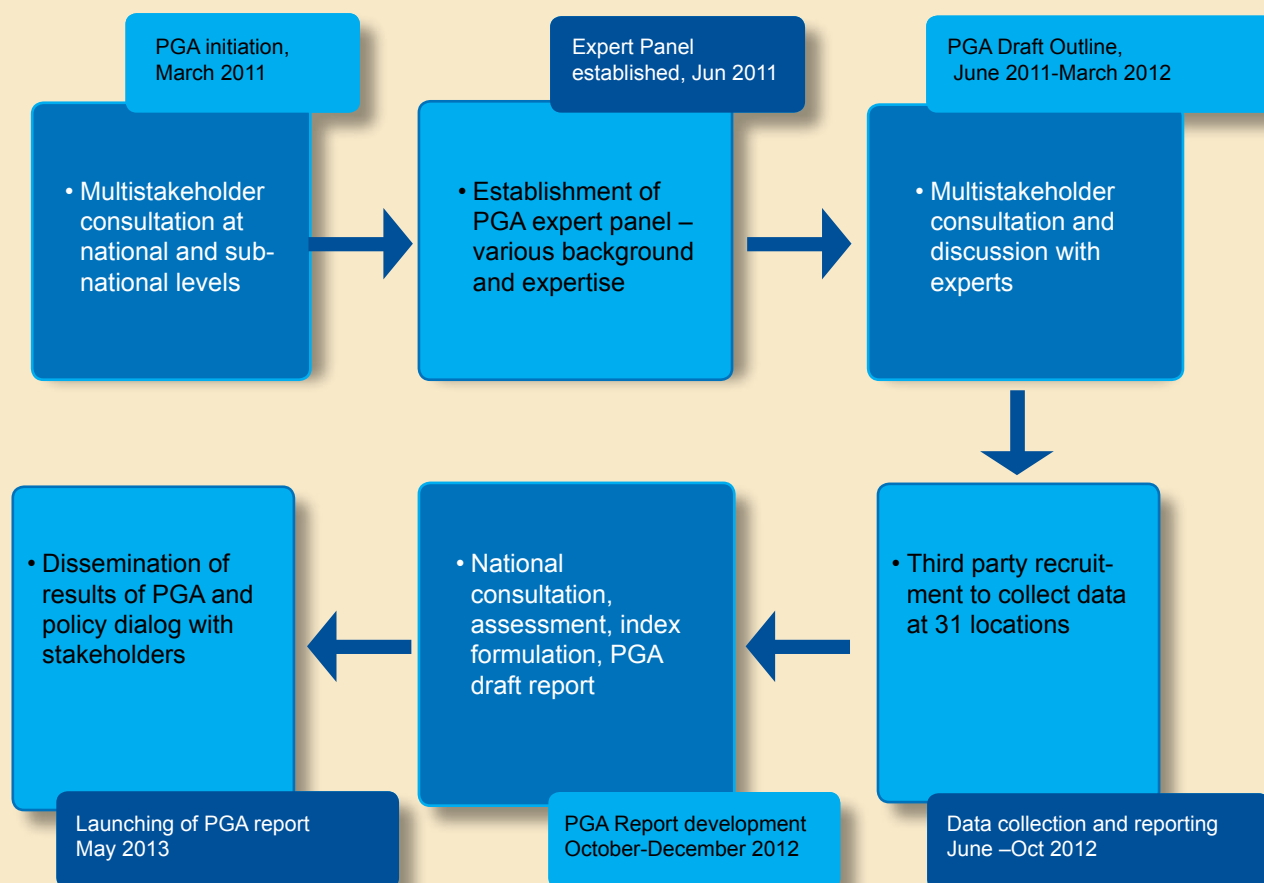 PGA initiation,
March 2011
• Multistakeholder
consultation at
national and sub-
national levels
Expert Panel
established, Jun 2011
• Establishment of
PGA expert panel –
various background
and expertise
PGA Draft Outline,
June 2011-March 2012
• Multistakeholder
consultation and
discussion with
experts
• Third party recruit-
ment to collect data
at 31 locations
Data collection and reporting
June –Oct 2012
• National
consultation,
assessment, index
formulation, PGA
draft report
PGA Report development
October-December 2012
• Dissemination of
results of PGA and
policy dialog with
stakeholders
Launching of PGA report
May 2013